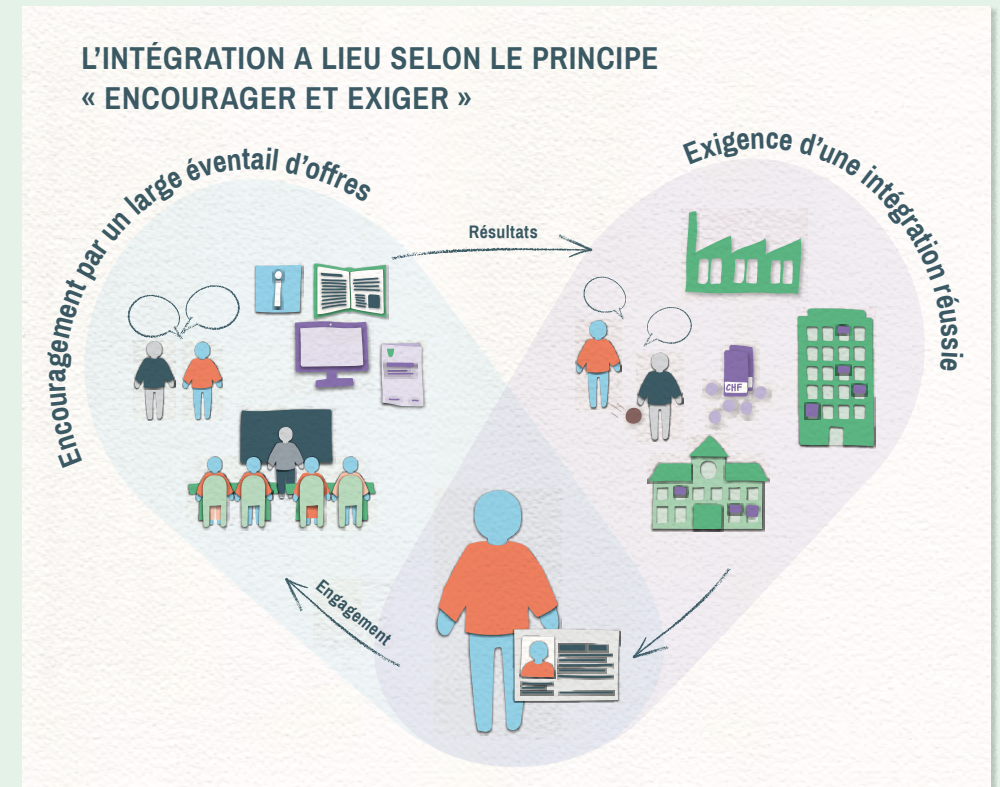 L'INTÉGRATION A LIEU SELON LE PRINCIPE
« ENCOURAGER ET EXIGER »
Encouragement par un large éventail d'offres
Exigence d'une intégration réussie
Résultats
CHF
Engagement